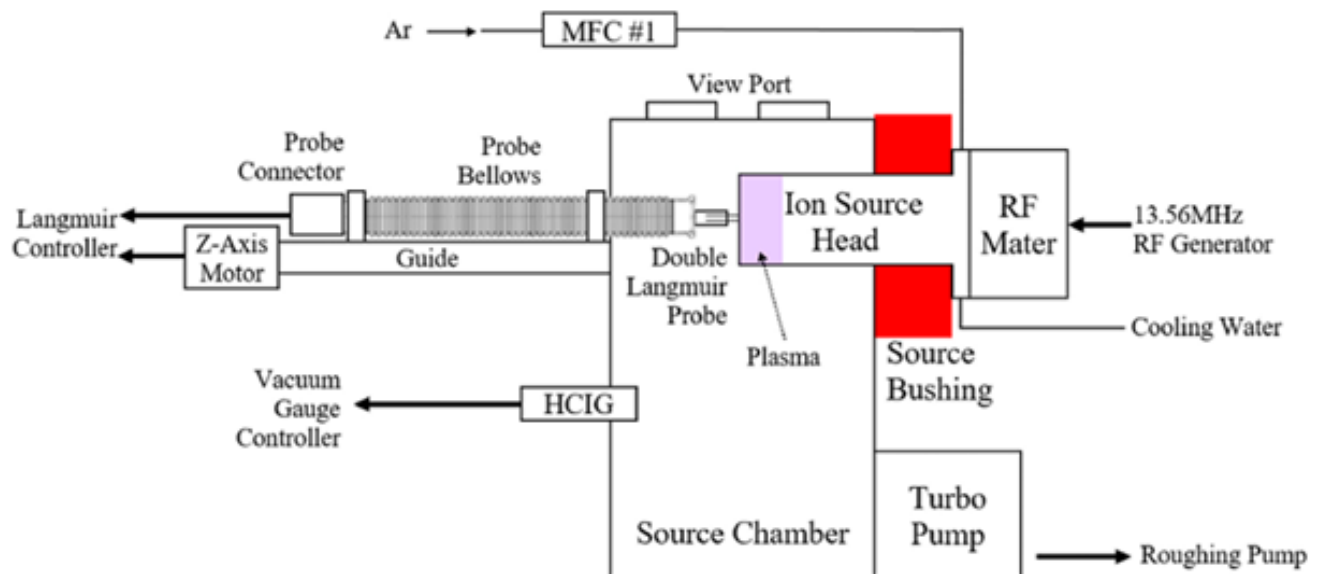 Ar
MFC #1
View Port
Probe
Connector
Probe
Bellows
Langmuir
Controller
Z-Axis
Motor
Guide
Double
Langmuir
Probe
Ion Source
Head
RF
Mater
13.56MHz
RF Generator
Cooling Water
Plasma
Source
Bushing
Vacuum
Gauge
Controller
HCIG
Source Chamber
Turbo
Pump
Roughing Pump